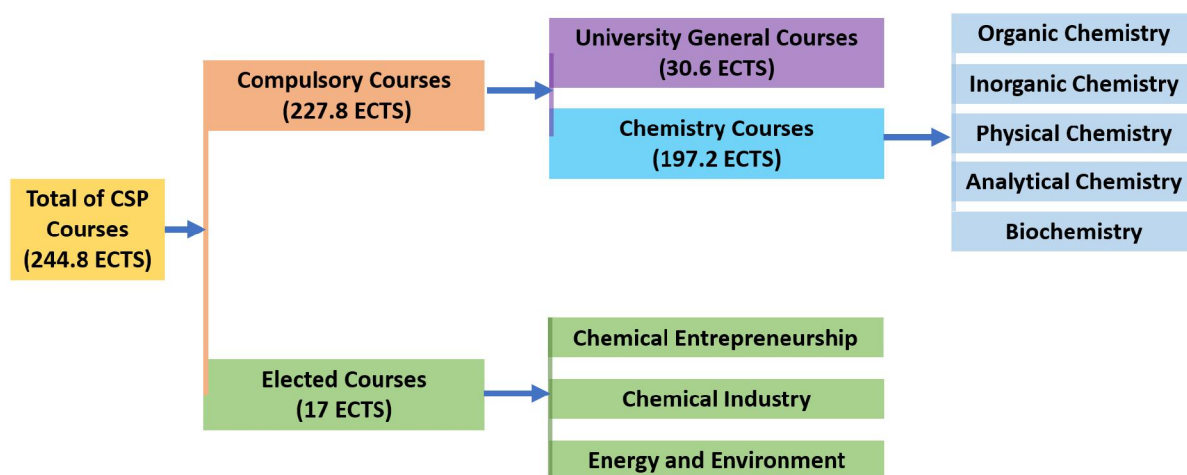 Total of CSP
Courses
(244.8 ECTS)
Compulsory Courses
(227.8 ECTS)
University General Courses
(30.6 ECTS)
Chemistry Courses
(197.2 ECTS)
Organic Chemistry
Inorganic Chemistry
Physical Chemistry
Analytical Chemistry
Biochemistry
Elected Courses
(17 ECTS)
Chemical Entrepreneurship
Chemical Industry
Energy and Environment